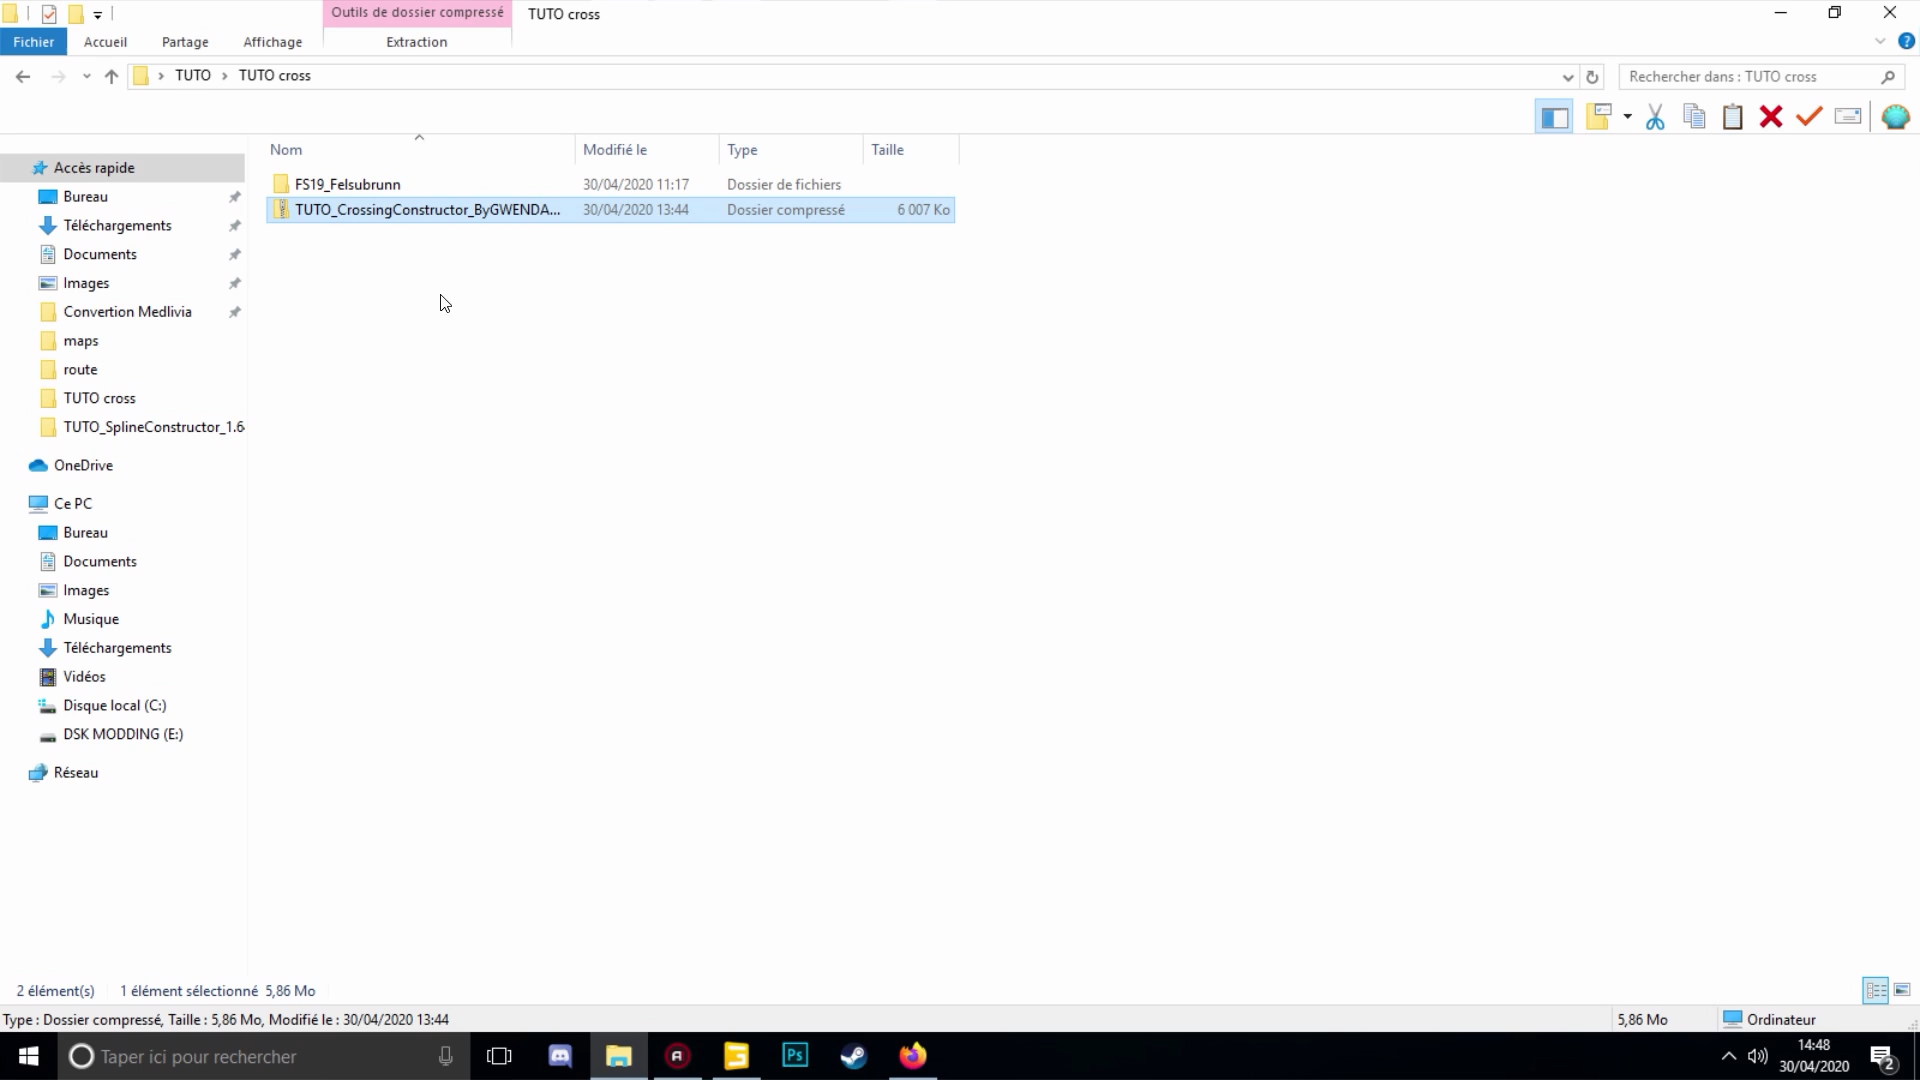 Outils de dossier compressé TUTO cross
Fichier Accueil Partage Affichage Extraction
TUTO TUTO cross Rechercher dans : TUTO cross
Nom Modifié le Type Taille
Accès rapide
Bureau
Téléchargements
Documents
Images
Convertion Medlivia
maps
route
TUTO cross
TUTO_SplineConstructor_1.6
OneDrive
Ce PC
Bureau
Documents
Images
Musique
Téléchargements
Vidéos
Disque local (C:)
DSK MODDING (E:)
Réseau
FS19_Felsubrunn 30/04/2020 11:17 Dossier de fichiers
TUTO_CrossingConstructor_ByGWENDA... 30/04/2020 13:44 Dossier compressé 6 007 Ko
2 élément(s) 1 élément sélectionné 5,86 Mo
Type : Dossier compressé, Taille : 5,86 Mo, Modifié le : 30/04/2020 13:44 5,86 Mo Ordinateur
Taper ici pour rechercher Ps 14:48
30/04/2020 2